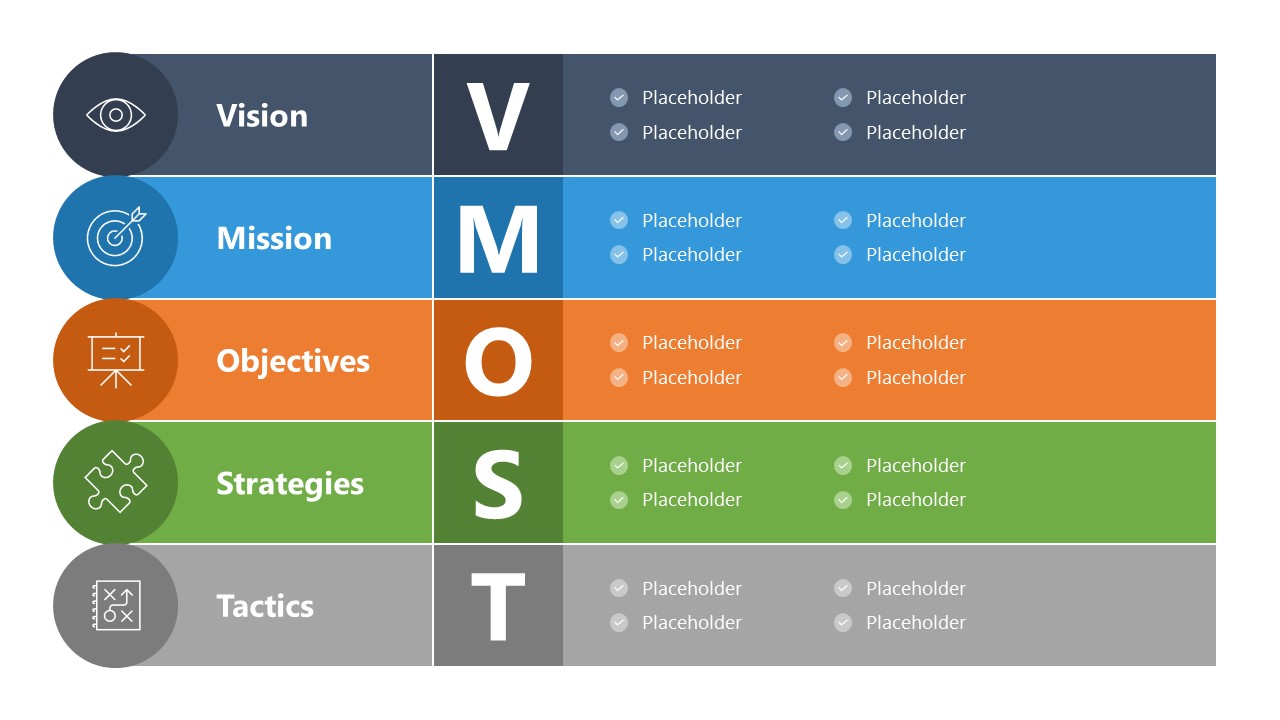 Vision
V
Placeholder Placeholder
Placeholder Placeholder
Mission
M
Placeholder Placeholder
Placeholder Placeholder
Objectives
O
Placeholder Placeholder
Placeholder Placeholder
Strategies
S
Placeholder Placeholder
Placeholder Placeholder
Tactics
T
Placeholder Placeholder
Placeholder Placeholder